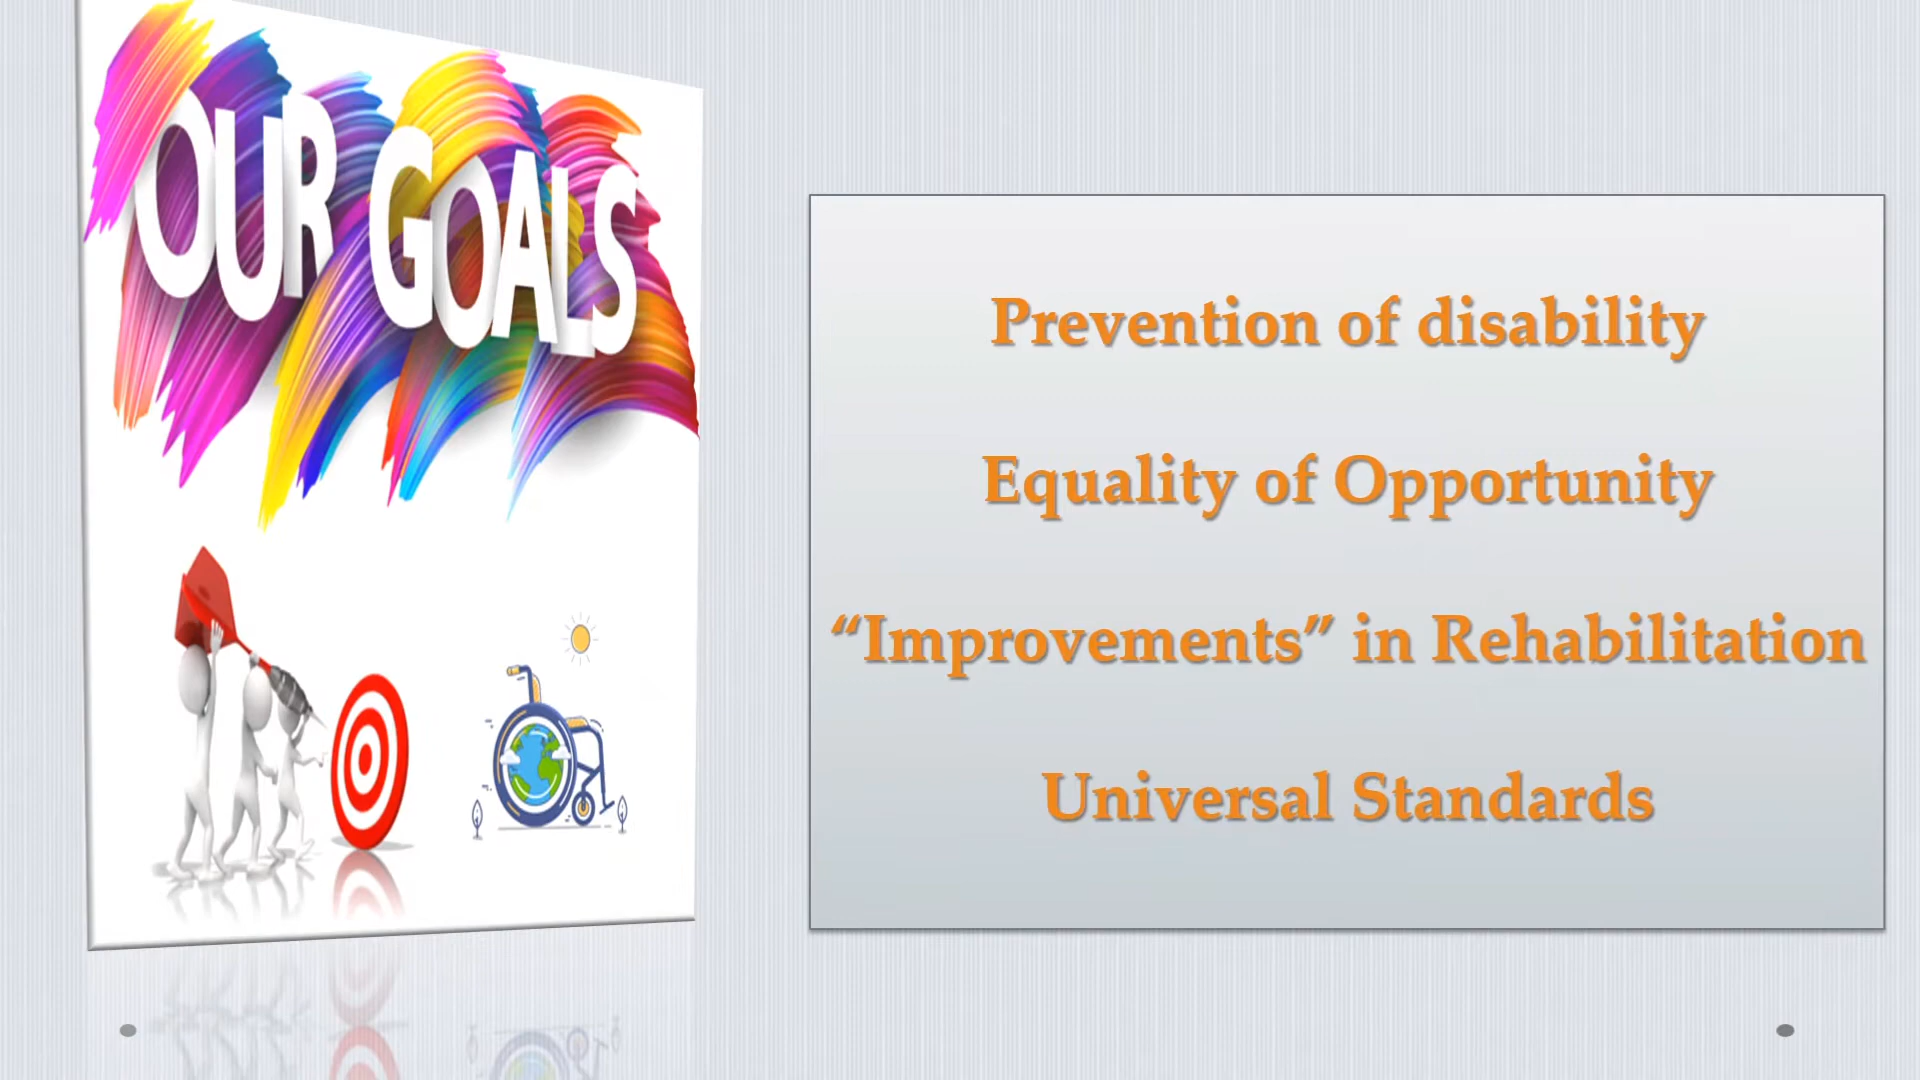 OUR GOALS
Prevention of disability
Equality of Opportunity
“Improvements” in Rehabilitation
Universal Standards